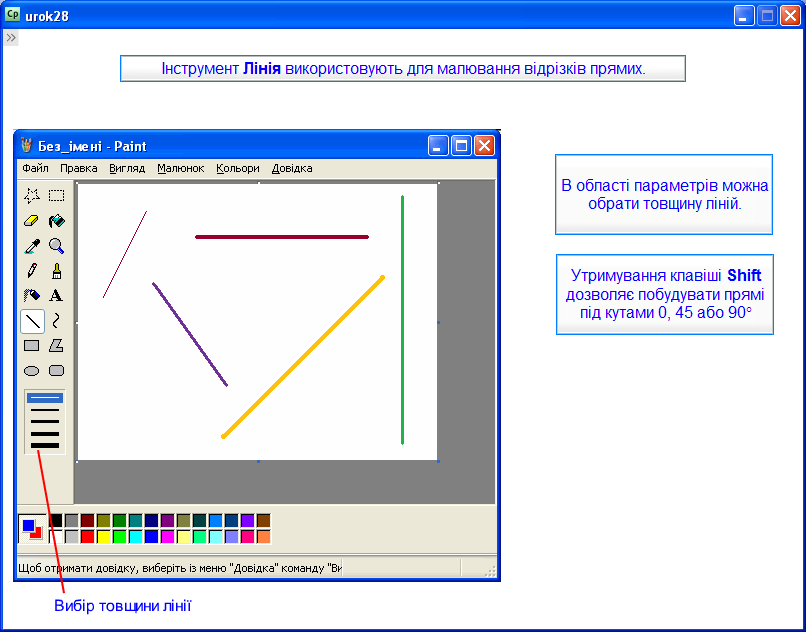 urok28
Інструмент Лінія використовують для малювання відрізків прямих.
Без_імені - Paint
Файл Правка Вигляд Малюнок Кольори Довідка
В області параметрів можна
обрати товщину ліній.
Утримування клавіші Shift
дозволяє побудувати прямі
під кутами 0, 45 або 90°
Щоб отримати довідку, виберіть із меню "Довідка" команду "Ви
Вибір товшини лінії